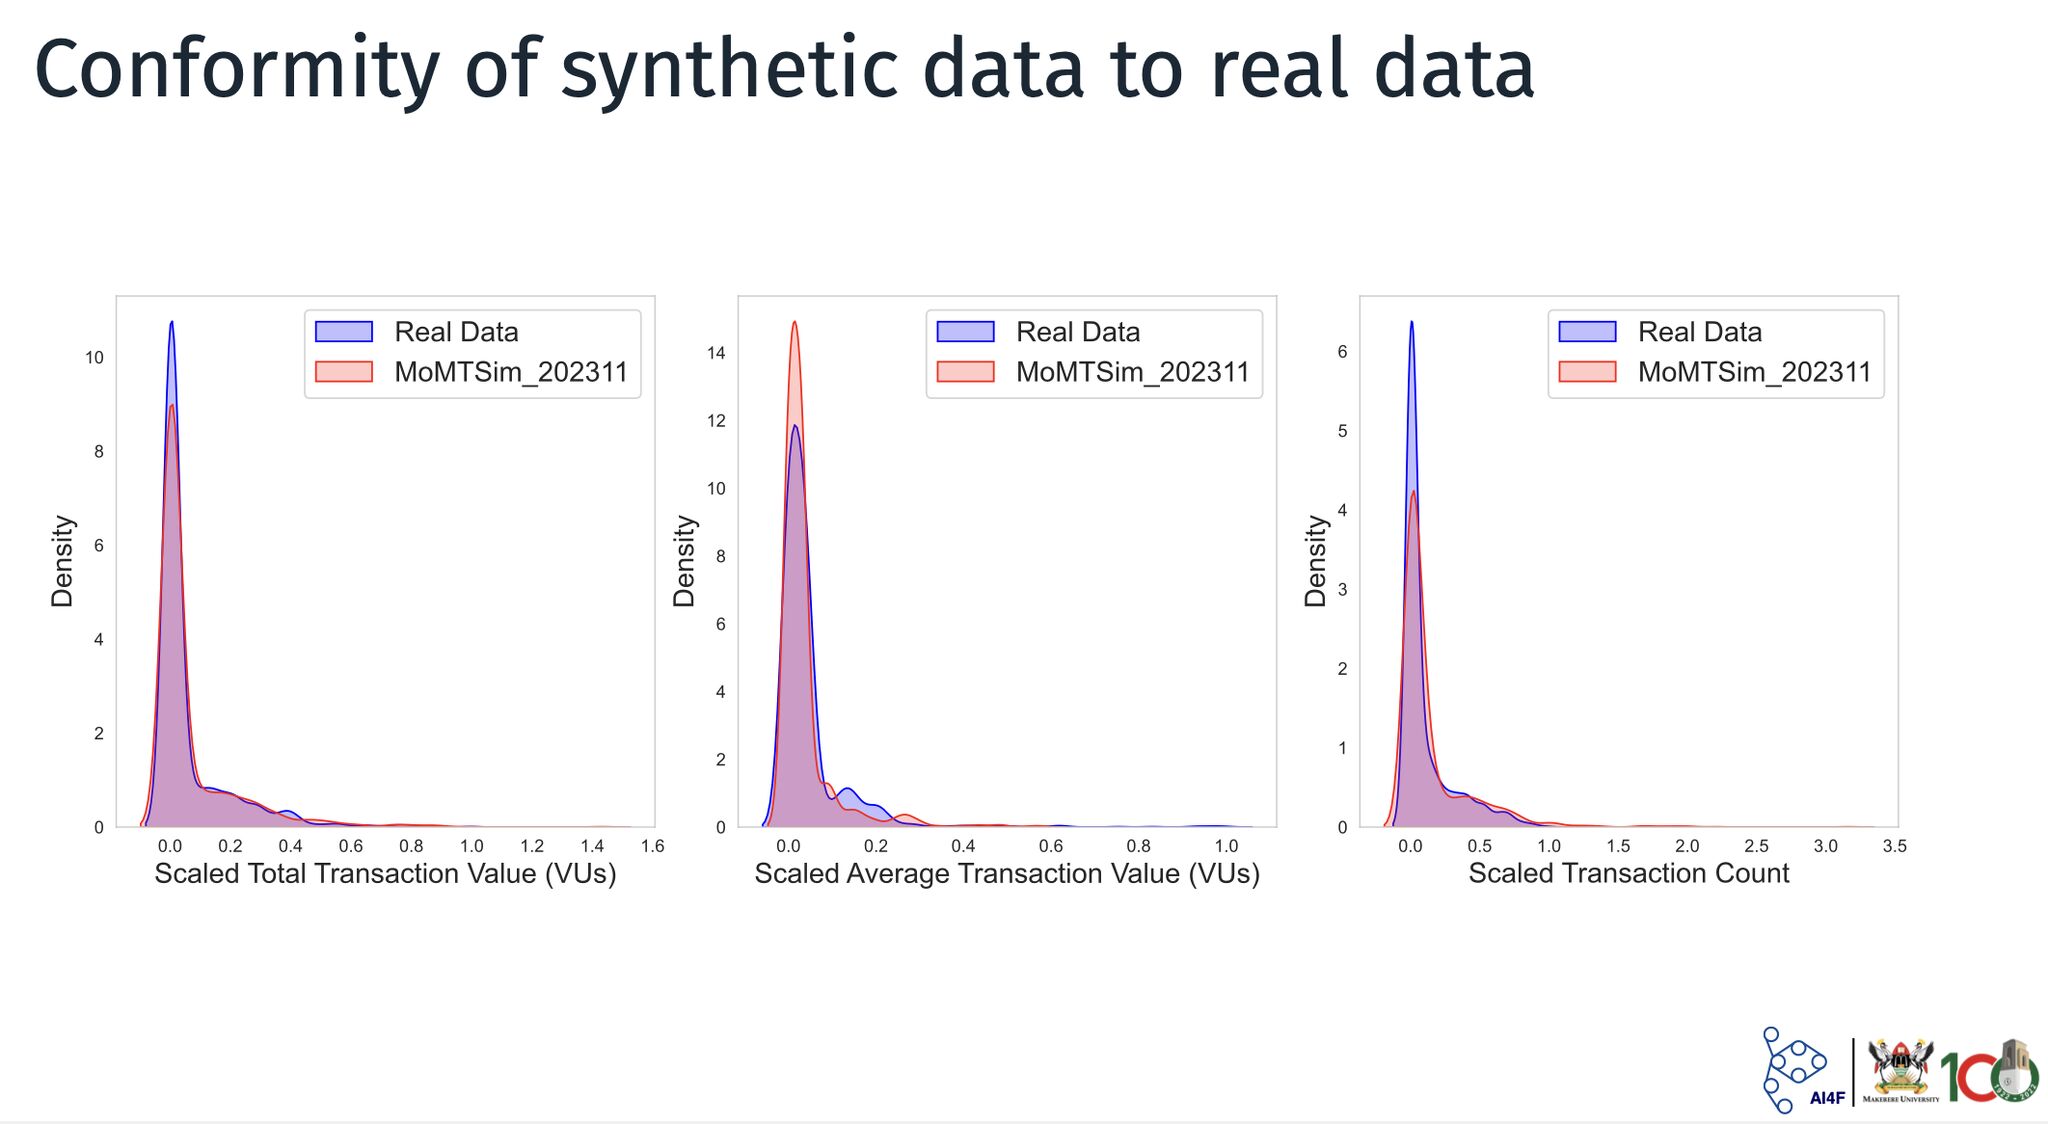 Conformity of synthetic data to real data
Density
10
8
6
4
2
0
Real Data
MoMTSim_202311
0.0 0.2 0.4 0.6 0.8 1.0 1.2 1.4 1.6
Scaled Total Transaction Value (VUs)
Density
14
12
10
8
6
4
2
0
Real Data
MoMTSim_202311
0.0 0.2 0.4 0.6 0.8 1.0
Scaled Average Transaction Value (VUs)
Density
6
5
4
3
2
1
0
Real Data
MoMTSim_202311
0.0 0.5 1.0 1.5 2.0 2.5 3.0 3.5
Scaled Transaction Count
AI4F
MAKERERE UNIVERSITY
100
1922 - 2022